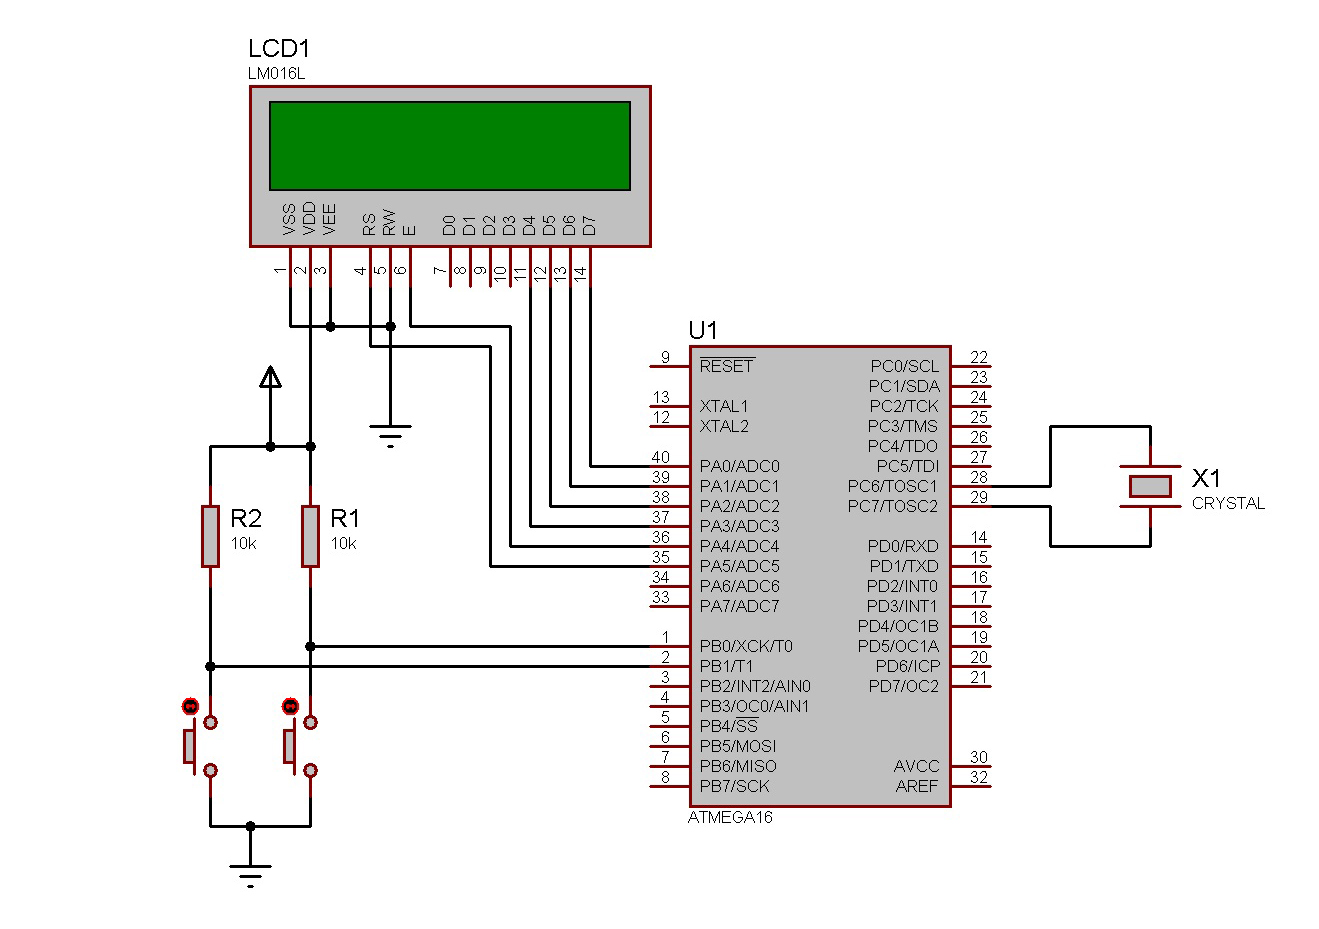 LCD1
LM016L
VSS
VDD
VEE
RS
RW
E
D0
D1
D2
D3
D4
D5
D6
D7
1
2
3
4
5
6
7
8
9
10
11
12
13
14
U1
9 RESET
13 XTAL1
12 XTAL2
40 PA0/ADC0
39 PA1/ADC1
38 PA2/ADC2
37 PA3/ADC3
36 PA4/ADC4
35 PA5/ADC5
34 PA6/ADC6
33 PA7/ADC7
1 PB0/XCK/T0
2 PB1/T1
3 PB2/INT2/AIN0
4 PB3/OC0/AIN1
5 PB4/SS
6 PB5/MOSI
7 PB6/MISO
8 PB7/SCK
PC0/SCL 22
PC1/SDA 23
PC2/TCK 24
PC3/TMS 25
PC4/TDO 26
PC5/TDI 27
PC6/TOSC1 28
PC7/TOSC2 29
PD0/RXD 14
PD1/TXD 15
PD2/INT0 16
PD3/INT1 17
PD4/OC1B 18
PD5/OC1A 19
PD6/ICP 20
PD7/OC2 21
AVCC 30
AREF 32
ATMEGA16
X1
CRYSTAL
R2
10k
R1
10k